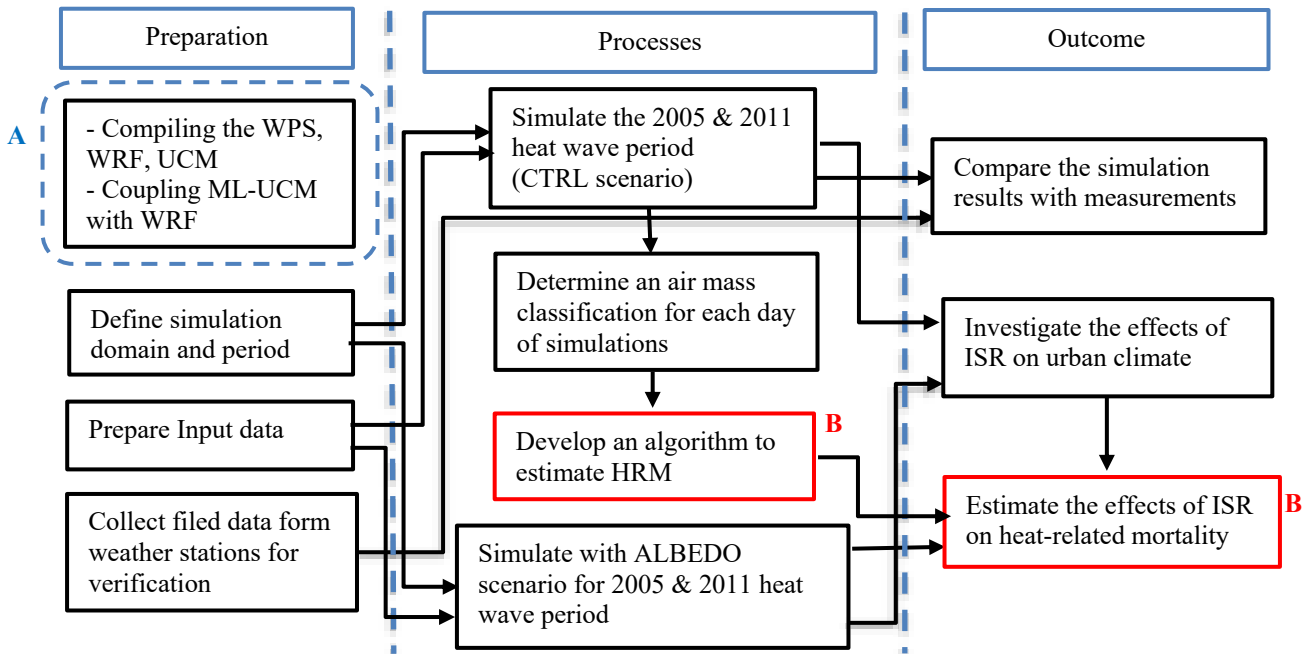 Preparation
Processes
Outcome
A
- Compiling the WPS,
WRF, UCM
- Coupling ML-UCM
with WRF
Define simulation
domain and period
Prepare Input data
Collect filed data form
weather stations for
verification
Simulate the 2005 & 2011
heat wave period
(CTRL scenario)
Determine an air mass
classification for each day
of simulations
Develop an algorithm to
estimate HRM
B
Simulate with ALBEDO
scenario for 2005 & 2011 heat
wave period
Compare the simulation
results with measurements
Investigate the effects of
ISR on urban climate
Estimate the effects of ISR
on heat-related mortality
B